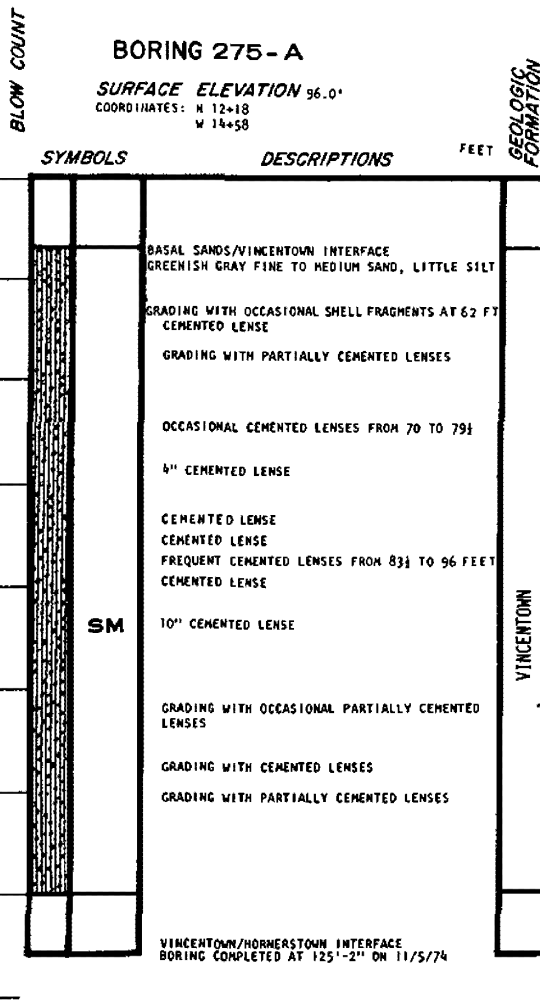 BLOW COUNT
BORING 275-A
SURFACE ELEVATION 96.0'
COORDINATES: N 12+18
W 14+58
SYMBOLS
DESCRIPTIONS
FEET
GEOLOGIC
FORMATION
BASAL SANDS/VINCENTOWN INTERFACE
GREENISH GRAY FINE TO MEDIUM SAND, LITTLE SILT
GRADING WITH OCCASIONAL SHELL FRAGMENTS AT 62 FT
CEMENTED LENSE
GRADING WITH PARTIALLY CEMENTED LENSES
OCCASIONAL CEMENTED LENSES FROM 70 TO 79½
4" CEMENTED LENSE
CEMENTED LENSE
CEMENTED LENSE
FREQUENT CEMENTED LENSES FROM 83½ TO 96 FEET
CEMENTED LENSE
SM
10" CEMENTED LENSE
VINCENTOWN
GRADING WITH OCCASIONAL PARTIALLY CEMENTED
LENSES
GRADING WITH CEMENTED LENSES
GRADING WITH PARTIALLY CEMENTED LENSES
VINCENTOWN/HORNERSTOWN INTERFACE
BORING COMPLETED AT 125'-2" ON 11/5/74